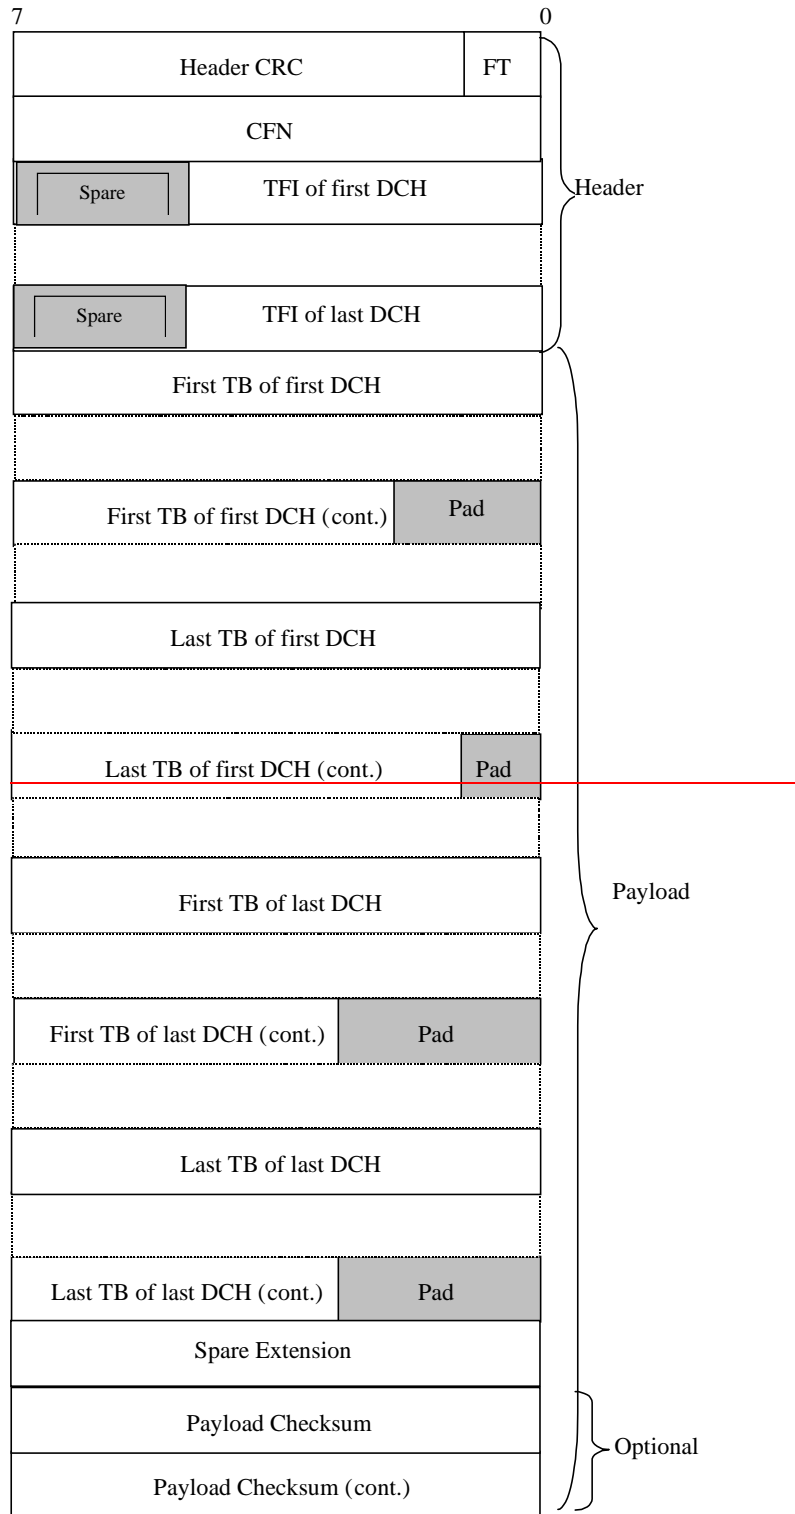 7 0
Header CRC FT
CFN
Spare TFI of first DCH
Header
Spare TFI of last DCH
First TB of first DCH
First TB of first DCH (cont.) Pad
Last TB of first DCH
Last TB of first DCH (cont.) Pad
First TB of last DCH
Payload
First TB of last DCH (cont.) Pad
Last TB of last DCH
Last TB of last DCH (cont.) Pad
Spare Extension
Payload Checksum
Optional
Payload Checksum (cont.)